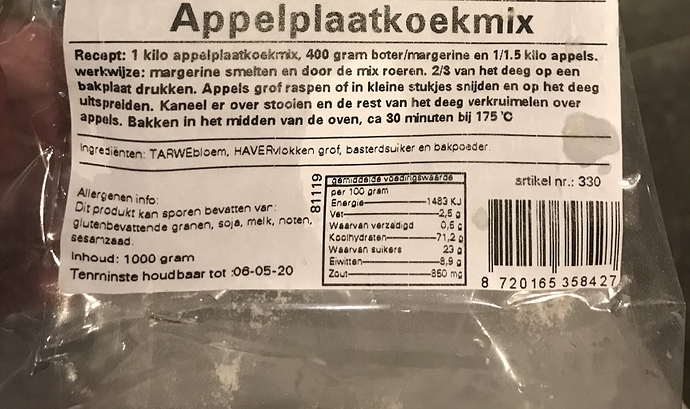 Appelplaatkoekmix
Recept: 1 kilo appelplaatkoekmix, 400 gram boter/margerine en 1/1.5 kilo appels.
werkwijze: margerine smelten en door de mix roeren. 2/3 van het deeg op een
bakplaat drukken. Appels grof raspen of in kleine stukjes snijden en op het deeg
uitspreiden. Kaneel er over stooien en de rest van het deeg verkruimelen over
appels. Bakken in het midden van de oven, ca 30 minuten bij 175 °C
Ingrediënten: TARWEbloem, HAVERvlokken grof, basterdsuiker en bakpoeder.
Allergenen info:
Dit produkt kan sporen bevatten van:
glutenbevattende granen, soja, melk, noten,
sesamzaad.
Inhoud: 1000 gram
Tenminste houdbaar tot :06-05-20
81119
gemiddelde voedingswaarde
per 100 gram
Energie 1483 KJ
Vet 2,5 g
Waarvan verzadigd 0,5 g
Koolhydraten 71,2 g
Waarvan suikers 23 g
Eiwitten 8,9 g
Zout 850 mg
artikel nr.: 330
8 720165 358427